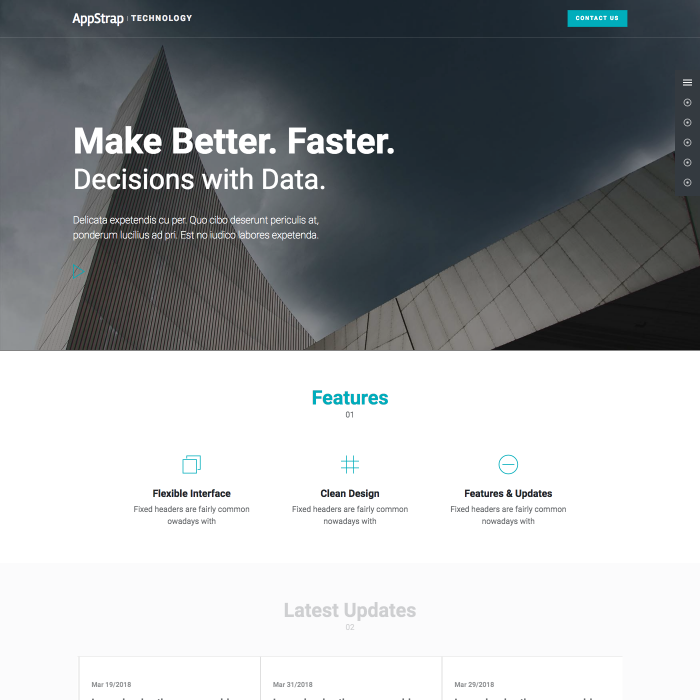 AppStrap TECHNOLOGY
CONTACT US
Make Better. Faster.
Decisions with Data.
Delicata expetendis cu per. Quo cibo deserunt periculis at,
ponderum lucilius ad pri. Est no iudico labores expetenda.
Features
01
Flexible Interface
Fixed headers are fairly common
owadays with
Clean Design
Fixed headers are fairly common
nowadays with
Features & Updates
Fixed headers are fairly common
nowadays with
Latest Updates
02
Mar 19/2018
Mar 31/2018
Mar 29/2018